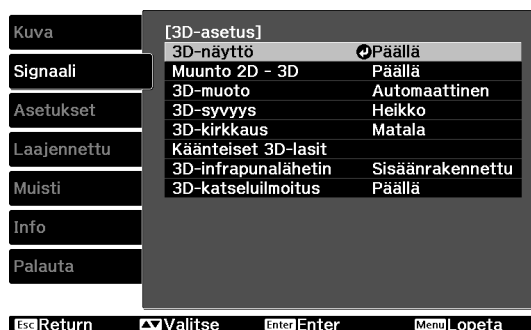 Kuva
Signaali
Asetukset
Laajennettu
Muisti
Info
Palauta
[3D-asetus]
3D-näyttö Päällä
Muunto 2D - 3D Päällä
3D-muoto Automaattinen
3D-syvyys Heikko
3D-kirkkaus Matala
Käänteiset 3D-lasit
3D-infrapunalähetin Sisäänrakennettu
3D-katseluilmoitus Päällä
Esc Return Valitse Enter Enter Menu Lopeta